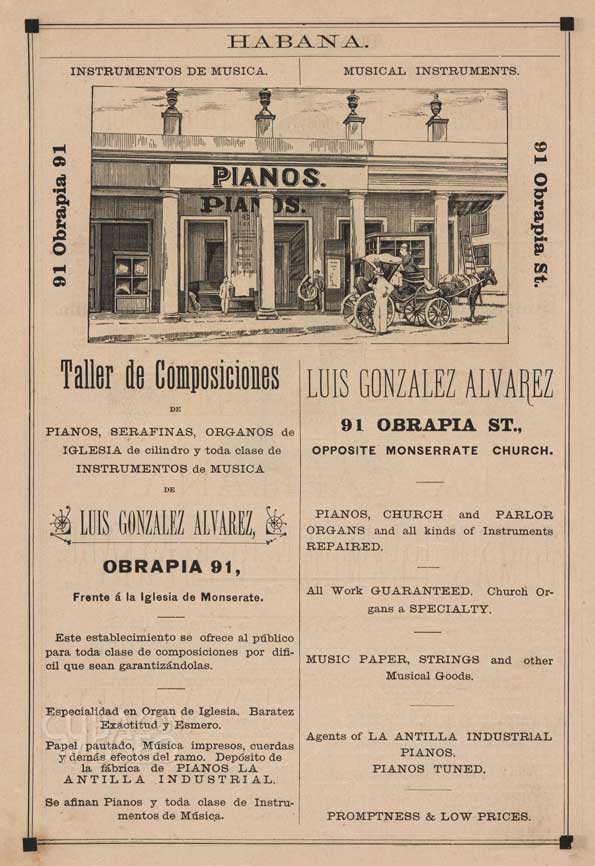 HABANA.
INSTRUMENTOS DE MUSICA.
MUSICAL INSTRUMENTS.
91 Obrapia 91
PIANOS.
PIANOS.
91 Obrapia St.
Taller de Composiciones
DE
PIANOS, SERAFINAS, ORGANOS de
IGLESIA de cilindro y toda clase de
INSTRUMENTOS de MUSICA
DE
LUIS GONZALEZ ALVAREZ,
OBRAPIA 91,
Frente á la Iglesia de Monserate.
Este establecimiento se ofrece al público
para toda clase de composiciones por difi-
cil que sean garantizándolas.
Especialidad en Organ de Iglesia. Baratez
Exactitud y Esmero.
Papel pautado, Música impresos, cuerdas
y demás efectos del ramo. Depósito de
la fábrica de PIANOS LA
ANTILLA INDUSTRIAL.
Se afinan Pianos y toda clase de Instru-
mentos de Música.
LUIS GONZALEZ ALVAREZ
91 OBRAPIA ST.,
OPPOSITE MONSERRATE CHURCH.
PIANOS, CHURCH and PARLOR
ORGANS and all kinds of Instruments
REPAIRED.
All Work GUARANTEED. Church Or-
gans a SPECIALTY.
MUSIC PAPER, STRINGS and other
Musical Goods.
Agents of LA ANTILLA INDUSTRIAL
PIANOS.
PIANOS TUNED.
PROMPTNESS & LOW PRICES.